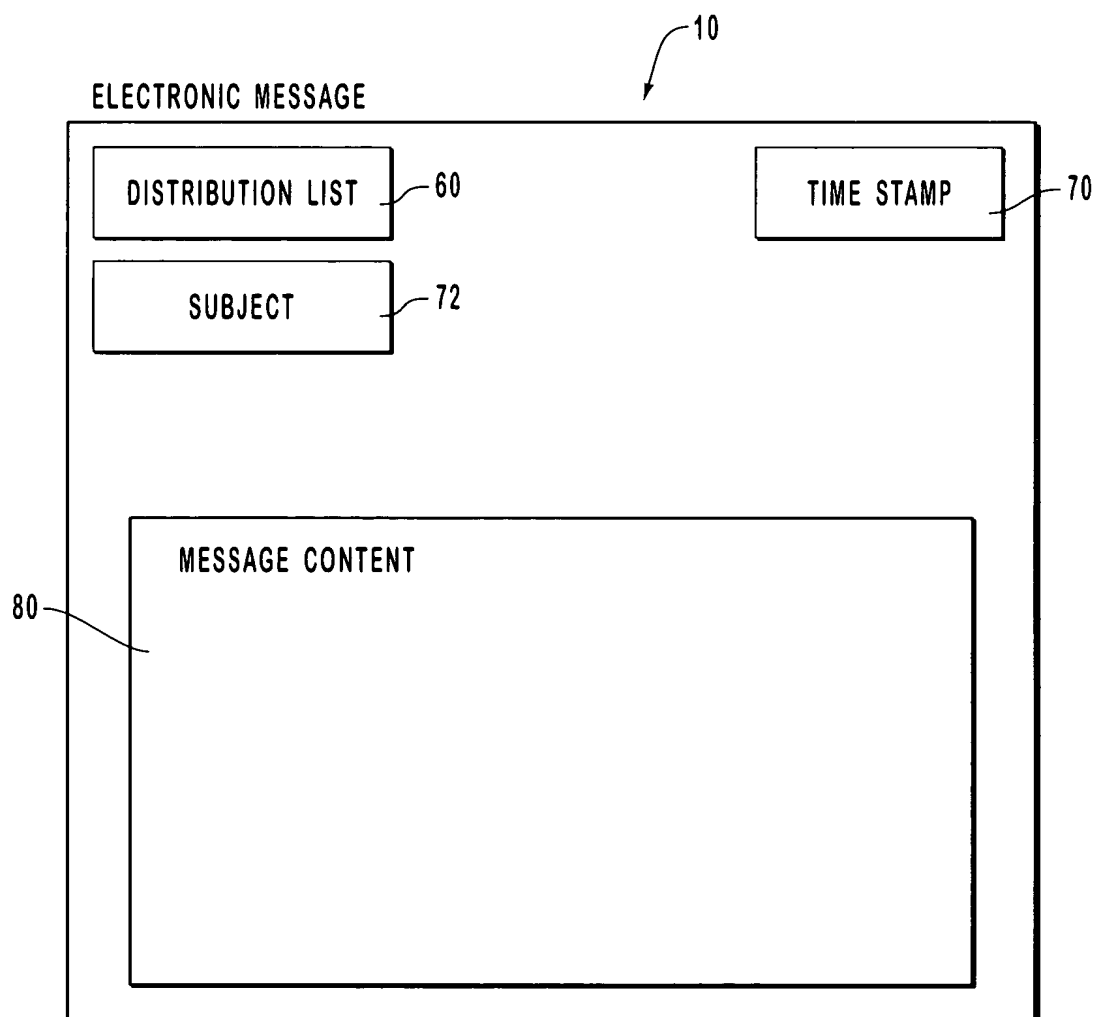 10
ELECTRONIC MESSAGE
DISTRIBUTION LIST
60
TIME STAMP
70
SUBJECT
72
MESSAGE CONTENT
80